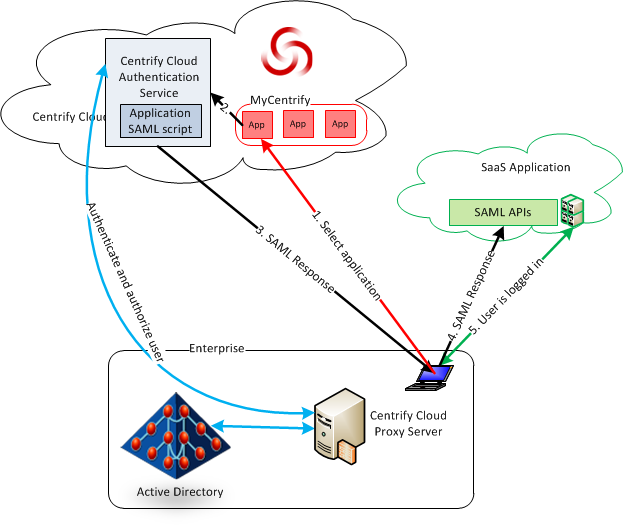 Centrify Cloud
Authentication
Service
Application
SAML script
Centrify Cloud
MyCentrify
App
App
App
2.
SaaS Application
SAML APIs
1. Select application
3. SAML Response
4. SAML Response
5. User is logged in
Authenticate and authorize user
Enterprise
Centrify Cloud
Proxy Server
Active Directory